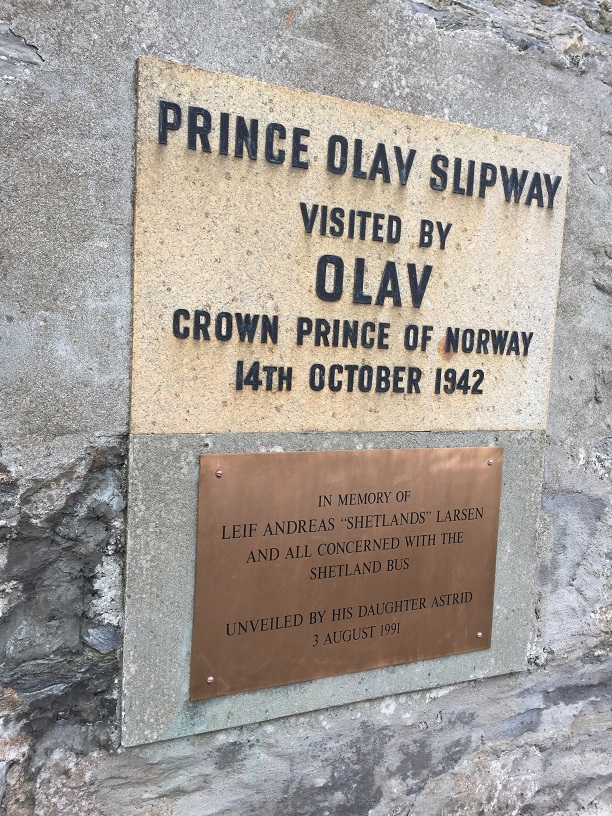 PRINCE OLAV SLIPWAY
VISITED BY
OLAV
CROWN PRINCE OF NORWAY
14TH OCTOBER 1942
IN MEMORY OF
LEIF ANDREAS “SHETLANDS” LARSEN
AND ALL CONCERNED WITH THE
SHETLAND BUS
UNVEILED BY HIS DAUGHTER ASTRID
3 AUGUST 1991